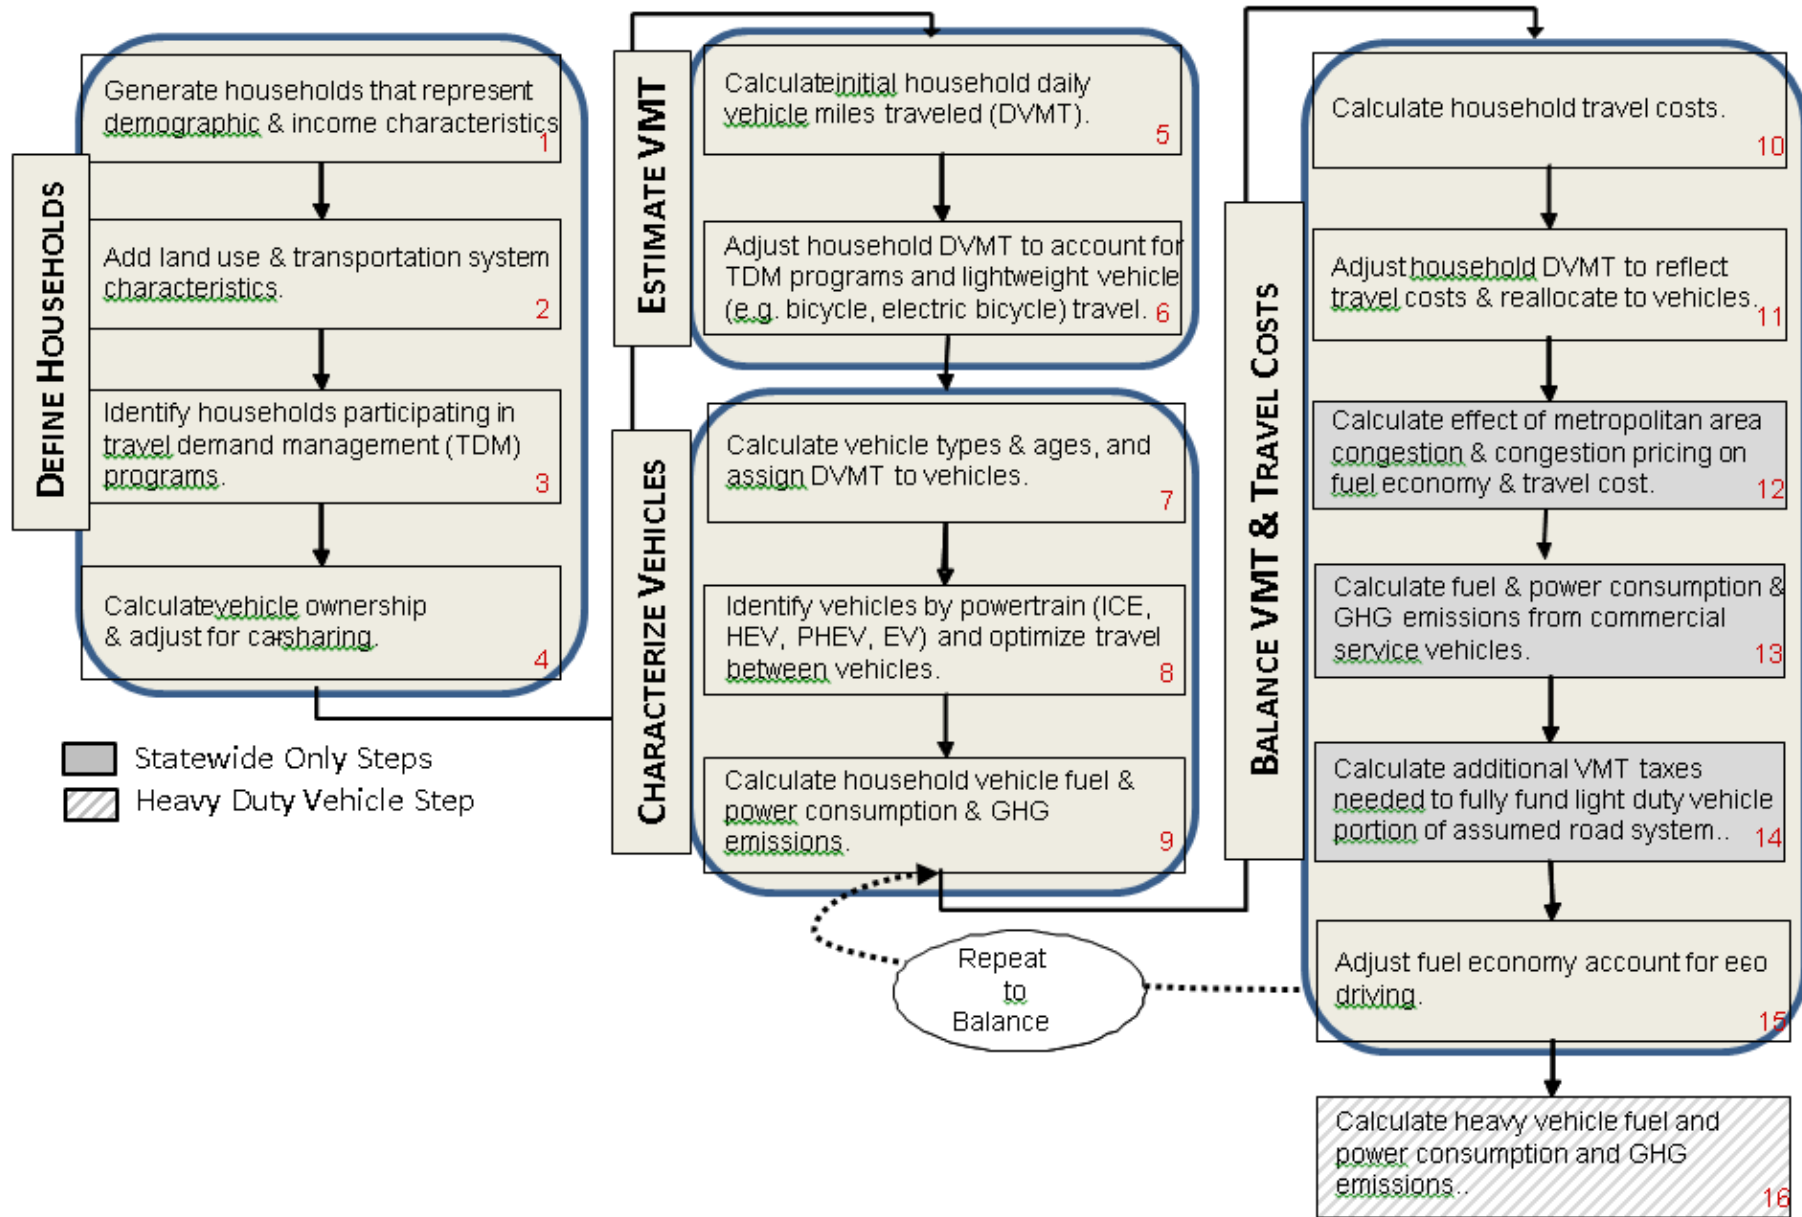 DEFINE HOUSEHOLDS
Generate households that represent
demographic & income characteristics
1
Add land use & transportation system
characteristics.
2
Identify households participating in
travel demand management (TDM)
programs.
3
Calculatevehicle ownership
& adjust for carsharing.
4
Statewide Only Steps
Heavy Duty Vehicle Step
ESTIMATE VMT
Calculateinitial household daily
vehicle miles traveled (DVMT).
5
Adjust household DVMT to account for
TDM programs and lightweight vehicle
(e.g. bicycle, electric bicycle) travel.
6
CHARACTERIZE VEHICLES
Calculate vehicle types & ages, and
assign DVMT to vehicles.
7
Identify vehicles by powertrain (ICE,
HEV, PHEV, EV) and optimize travel
between vehicles.
8
Calculate household vehicle fuel &
power consumption & GHG
emissions.
9
Repeat
to
Balance
BALANCE VMT & TRAVEL COSTS
Calculate household travel costs.
10
Adjust household DVMT to reflect
travel costs & reallocate to vehicles.
11
Calculate effect of metropolitan area
congestion & congestion pricing on
fuel economy & travel cost.
12
Calculate fuel & power consumption &
GHG emissions from commercial
service vehicles.
13
Calculate additional VMT taxes
needed to fully fund light duty vehicle
portion of assumed road system..
14
Adjust fuel economy account for eco
driving.
15
Calculate heavy vehicle fuel and
power consumption and GHG
emissions..
16